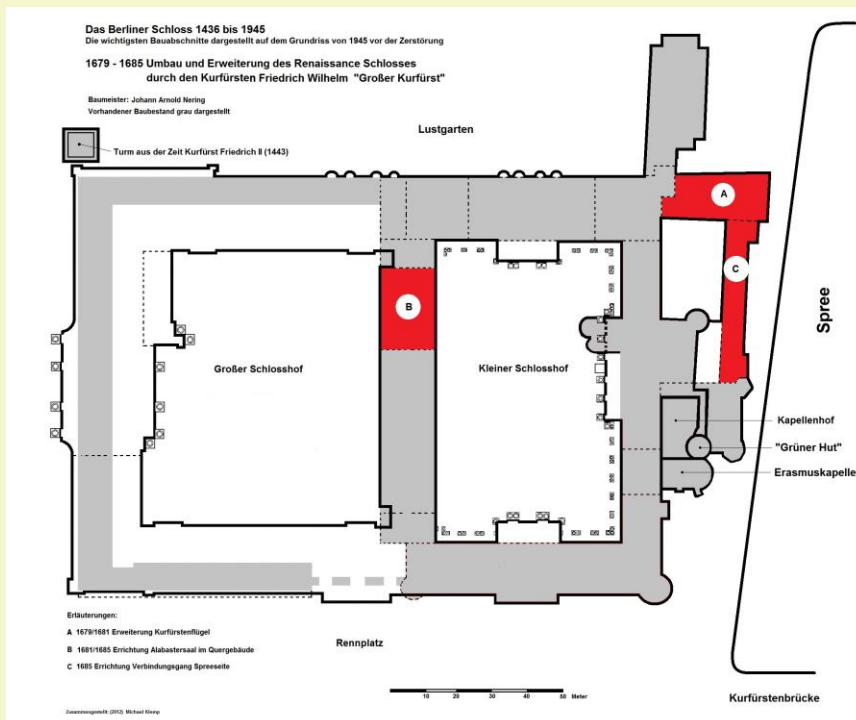 Das Berliner Schloss 1436 bis 1945
Die wichtigsten Bauabschnitte dargestellt auf dem Grundriss von 1945 vor der Zerstörung
1679 - 1685 Umbau und Erweiterung des Renaissance Schlosses
durch den Kurfürsten Friedrich Wilhelm "Großer Kurfürst"
Baumeister: Johann Arnold Nering
Vorhandener Baubestand grau dargestellt
Lustgarten
Turm aus der Zeit Kurfürst Friedrich II (1443)
A
C
B
Spree
Großer Schlosshof
Kleiner Schlosshof
Kapellenhof
"Grüner Hut"
Erasmuskapelle
Erläuterungen:
A 1679/1681 Erweiterung Kurfürstenflügel
B 1681/1685 Errichtung Alabastersaal im Quergebäude
C 1685 Errichtung Verbindungsgang Spreeseite
Rennplatz
10 20 30 40 50 Meter
Kurfürstenbrücke
Zusammengestellt: (2012) Michael Klemp